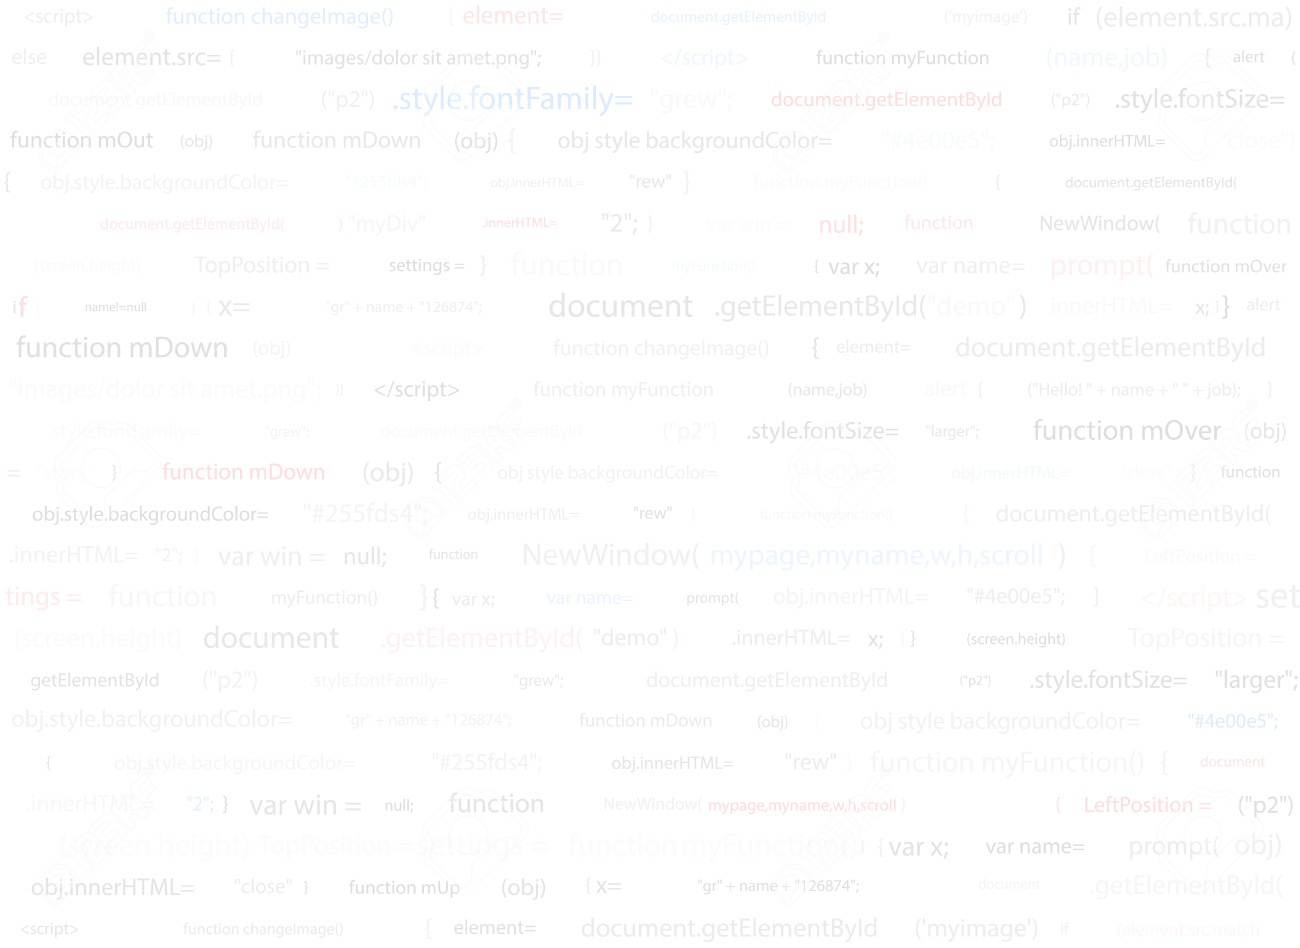 <script> function changeImage() { element= document.getElementById ('myimage') if (element.src.ma)
else element.src= { "images/dolor sit amet.png"; }} </script> function myFunction (name,job) { alert (
document.getElementById ("p2") .style.fontFamily= "grew"; document.getElementById ("p2") .style.fontSize=
function mOut (obj) function mDown (obj) { obj style backgroundColor= "#4e00e5"; obj.innerHTML= { "close")
{ obj.style.backgroundColor= "#255fds4"; obj.innerHTML= "rew" } function myFunction() { document.getElementById(
document.getElementById( ) "myDiv" .innerHTML= "2"; } var win = null; function NewWindow( function
(screen.height) TopPosition = settings = } function myFunction() { var x; var name= prompt( function mOver
if name!=null { x= "gr" + name + "126874"; document .getElementById("demo") innerHTML= x; } alert
function mDown (obj) <script> function changeImage() { element= document.getElementById
"images/dolor sit amet.png"; }} </script> function myFunction (name,job) alert { ("Hello! " + name + " " + job); }
.style.fontFamily= "grew"; document.getElementById ("p2") .style.fontSize= "larger"; function mOver (obj)
= } function mDown (obj) { obj style backgroundColor= "#4e00e5" obj.innerHTML= "close" } function
obj.style.backgroundColor= "#255fds4"; obj.innerHTML= "rew" function myFunction() { document.getElementById(
.innerHTML= "2"; var win = null; function NewWindow( mypage,myname,w,h,scroll ) { LeftPosition =
tings = function myFunction() } { var x; var name= prompt( obj.innerHTML= "#4e00e5"; } </script> set
(screen.height) document .getElementById( "demo" ) .innerHTML= x; } (screen.height) TopPosition =
getElementById ("p2") .style.fontFamily= "grew"; document.getElementById ("p2") .style.fontSize= "larger";
obj.style.backgroundColor= "gr" + name + "126874"; function mDown (obj) obj style backgroundColor= "#4e00e5";
{ obj.style.backgroundColor= "#255fds4"; obj.innerHTML= "rew" } function myFunction() { document
.innerHTML= "2"; } var win = null; function NewWindow( mypage,myname,w,h,scroll ) { LeftPosition = ("p2")
(screen.height) TopPosition = settings = function myFunction() { var x; var name= prompt( obj)
obj.innerHTML= "close" } function mUp (obj) { x= "gr" + name + "126874"; document .getElementById(
<script> function changeImage() { element= document.getElementById ('myimage') if (element.src.match